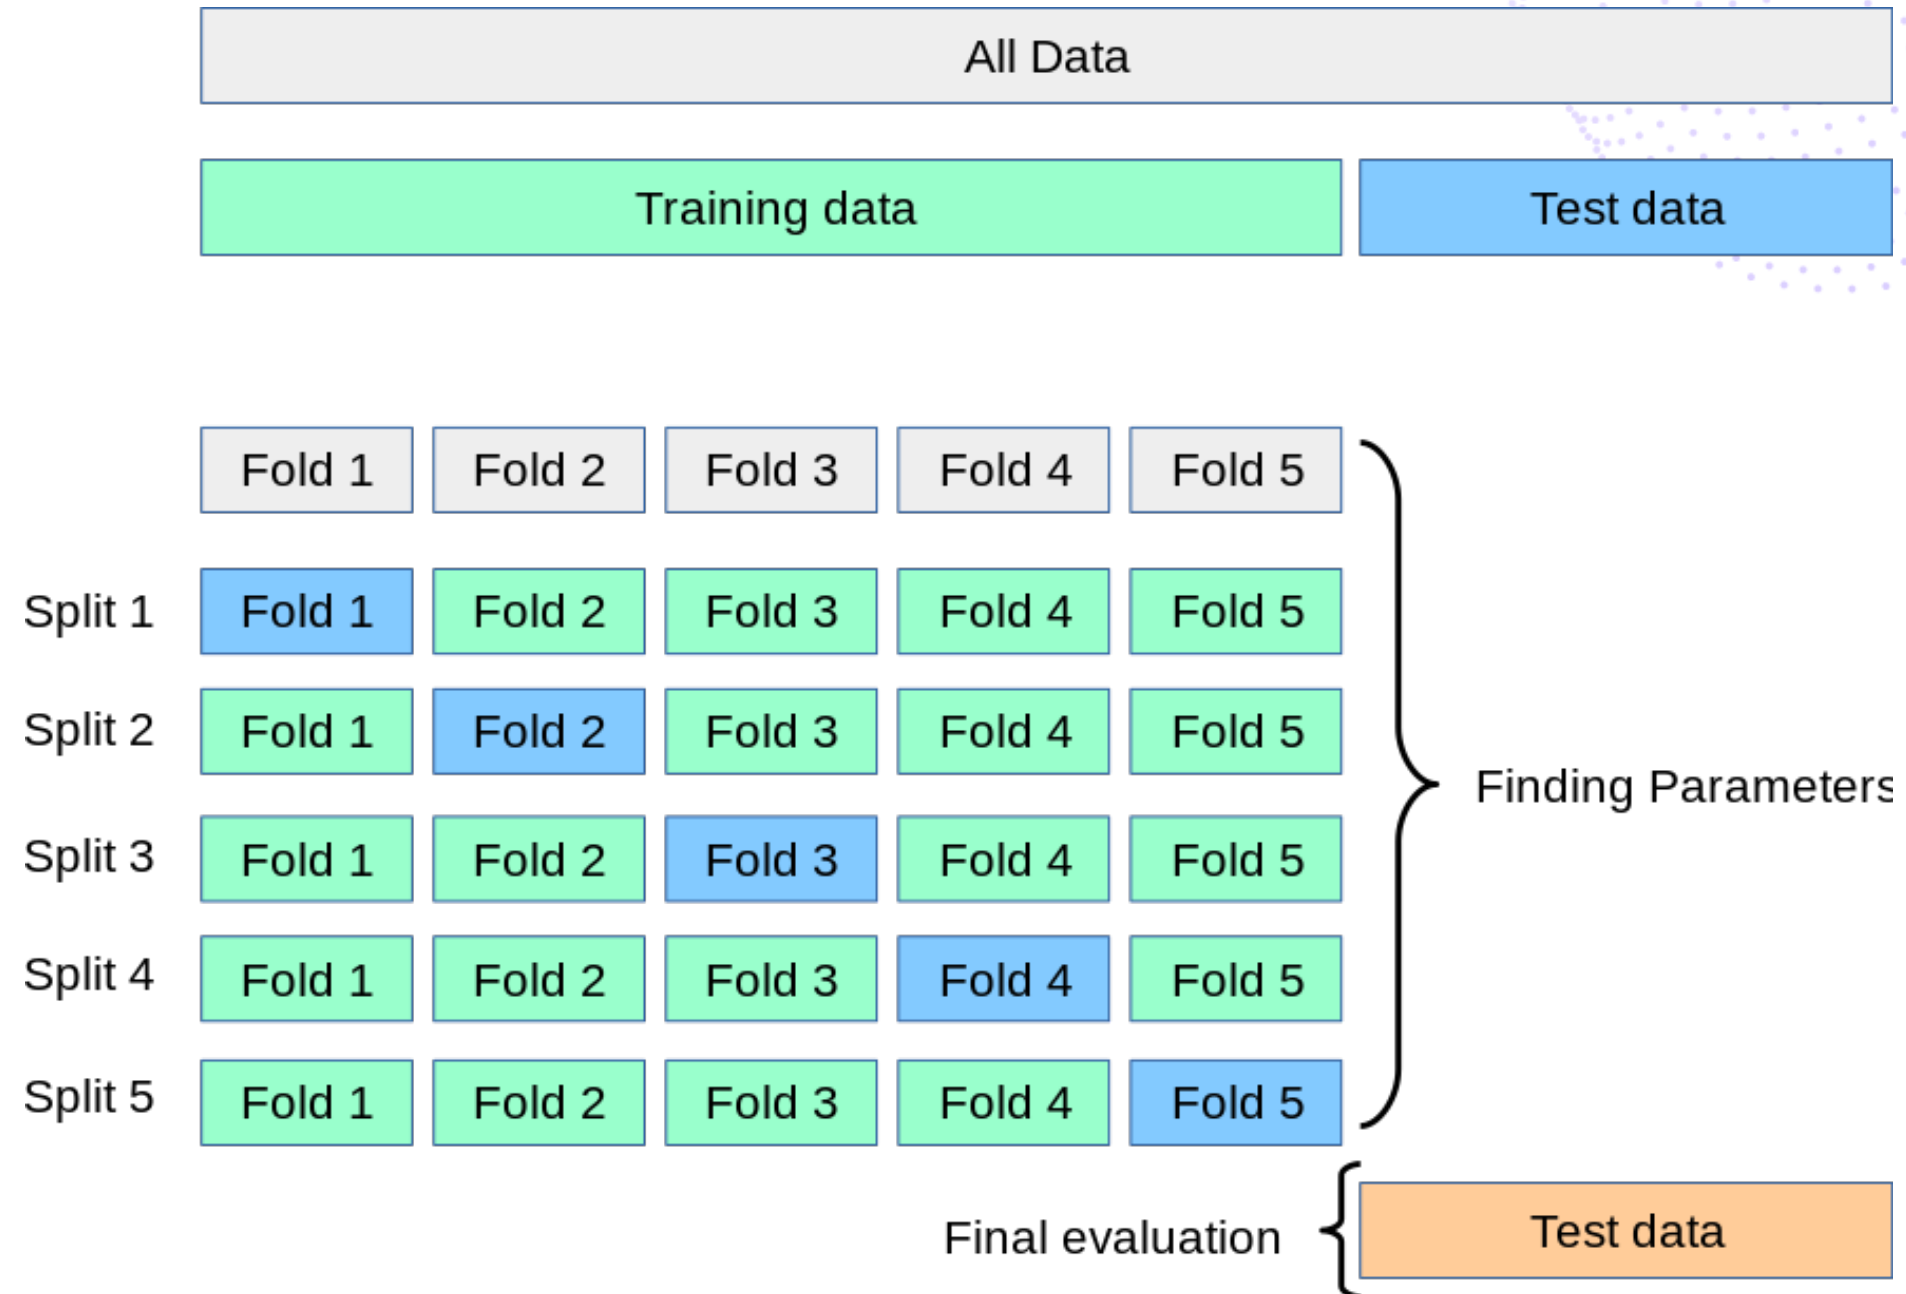 All Data
Training data Test data
Fold 1 Fold 2 Fold 3 Fold 4 Fold 5
Split 1 Fold 1 Fold 2 Fold 3 Fold 4 Fold 5
Split 2 Fold 1 Fold 2 Fold 3 Fold 4 Fold 5
Finding Parameters
Split 3 Fold 1 Fold 2 Fold 3 Fold 4 Fold 5
Split 4 Fold 1 Fold 2 Fold 3 Fold 4 Fold 5
Split 5 Fold 1 Fold 2 Fold 3 Fold 4 Fold 5
Final evaluation Test data